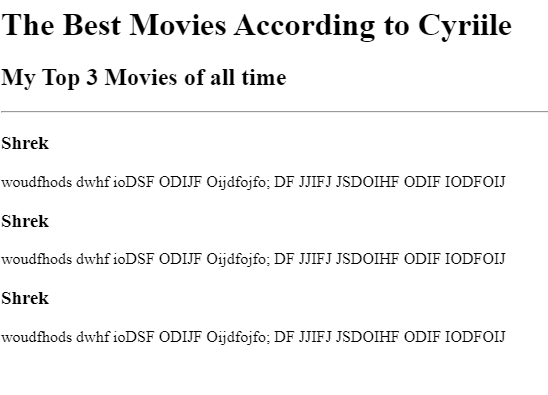 The Best Movies According to Cyriile
My Top 3 Movies of all time
Shrek
woudfhods dwhf ioDSF ODIJF Oijdfojfo; DF JJIFJ JSDOIHF ODIF IODFOIJ
Shrek
woudfhods dwhf ioDSF ODIJF Oijdfojfo; DF JJIFJ JSDOIHF ODIF IODFOIJ
Shrek
woudfhods dwhf ioDSF ODIJF Oijdfojfo; DF JJIFJ JSDOIHF ODIF IODFOIJ